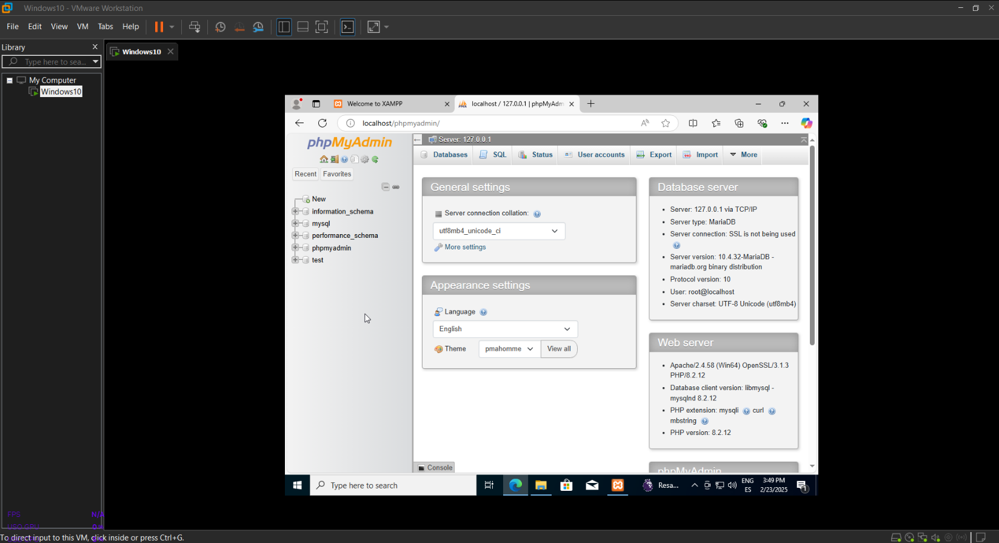 Windows10 - VMware Workstation
File Edit View VM Tabs Help
Library
Windows10
Type here to sea...
My Computer
Windows10
Welcome to XAMPP
localhost / 127.0.0.1 | phpMyAdm
localhost/phpmyadmin/
phpMyAdmin
Recent Favorites
New
information_schema
mysql
performance_schema
phpmyadmin
test
Server: 127.0.0.1
Databases SQL Status User accounts Export Import More
General settings
Server connection collation:
utf8mb4_unicode_ci
More settings
Appearance settings
Language
English
Theme pmahomme View all
Database server
Server: 127.0.0.1 via TCP/IP
Server type: MariaDB
Server connection: SSL is not being used
Server version: 10.4.32-MariaDB -
mariadb.org binary distribution
Protocol version: 10
User: root@localhost
Server charset: UTF-8 Unicode (utf8mb4)
Web server
Apache/2.4.58 (Win64) OpenSSL/3.1.3
PHP/8.2.12
Database client version: libmysql -
mysqlnd 8.2.12
PHP extension: mysqli curl
mbstring
PHP version: 8.2.12
phpMyAdmin
Console
Type here to search
Resa...
ENG
ES
3:49 PM
2/23/2025
1
FPS N/A
USO GPU
To direct input to this VM, click inside or press Ctrl+G.